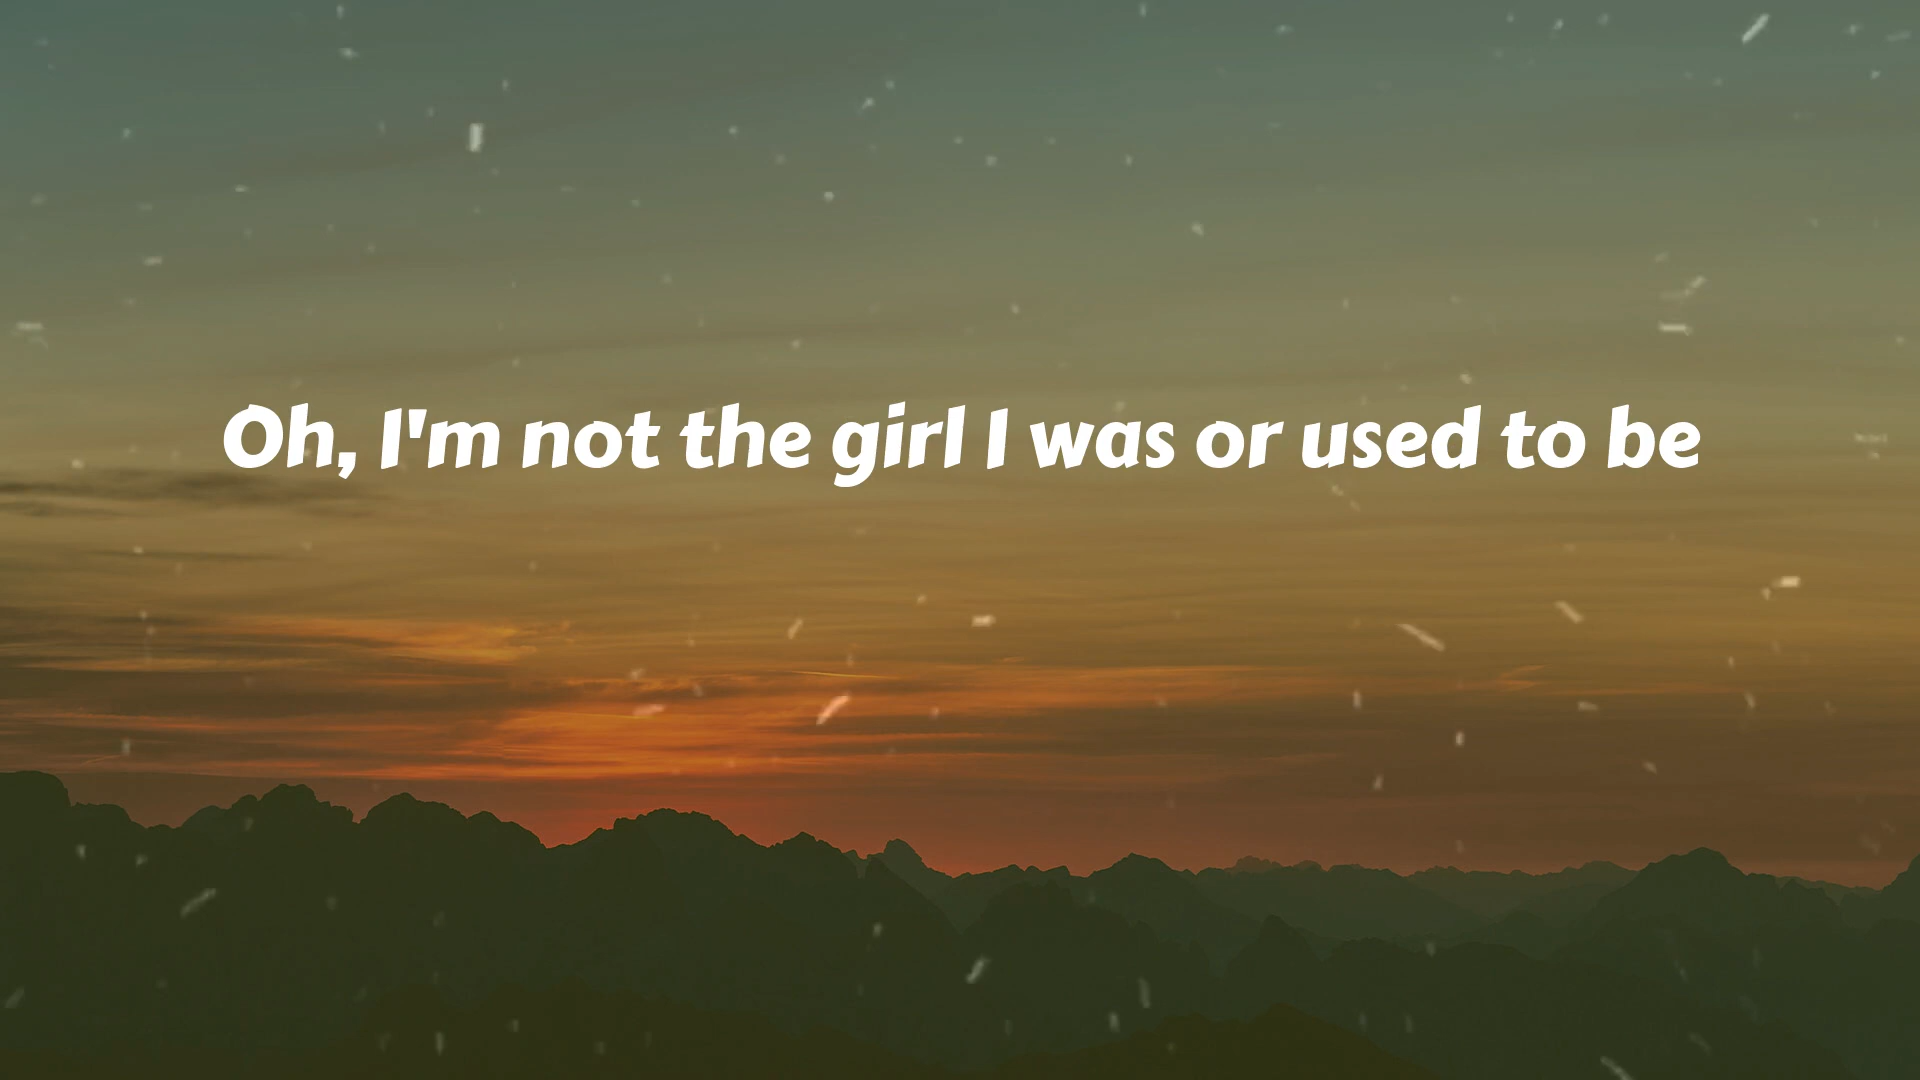 Oh, I'm not the girl I was or used to be